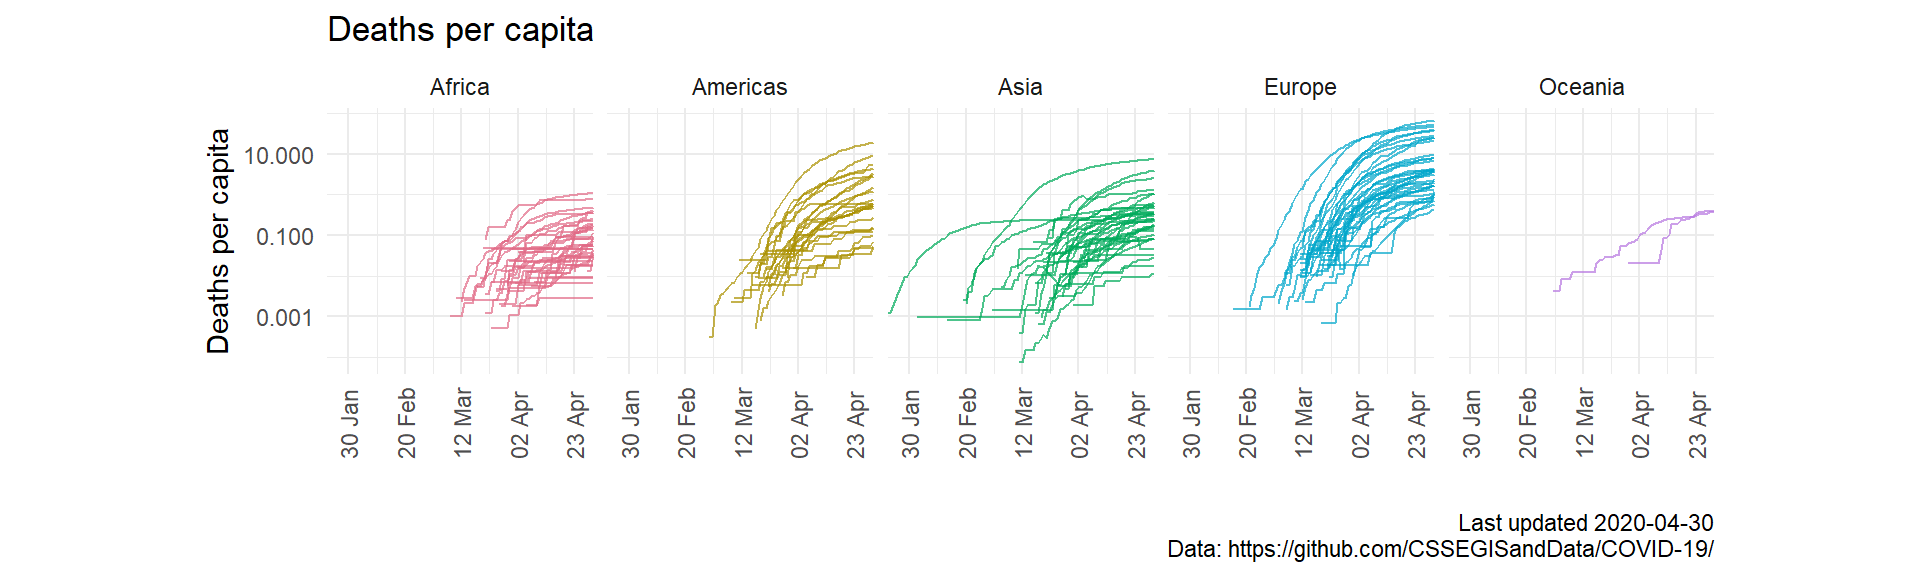 Deaths per capita
Africa
Americas
Asia
Europe
Oceania
Deaths per capita
10.000
0.100
0.001
30 Jan
20 Feb
12 Mar
02 Apr
23 Apr
30 Jan
20 Feb
12 Mar
02 Apr
23 Apr
30 Jan
20 Feb
12 Mar
02 Apr
23 Apr
30 Jan
20 Feb
12 Mar
02 Apr
23 Apr
30 Jan
20 Feb
12 Mar
02 Apr
23 Apr
Last updated 2020-04-30
Data: https://github.com/CSSEGISandData/COVID-19/